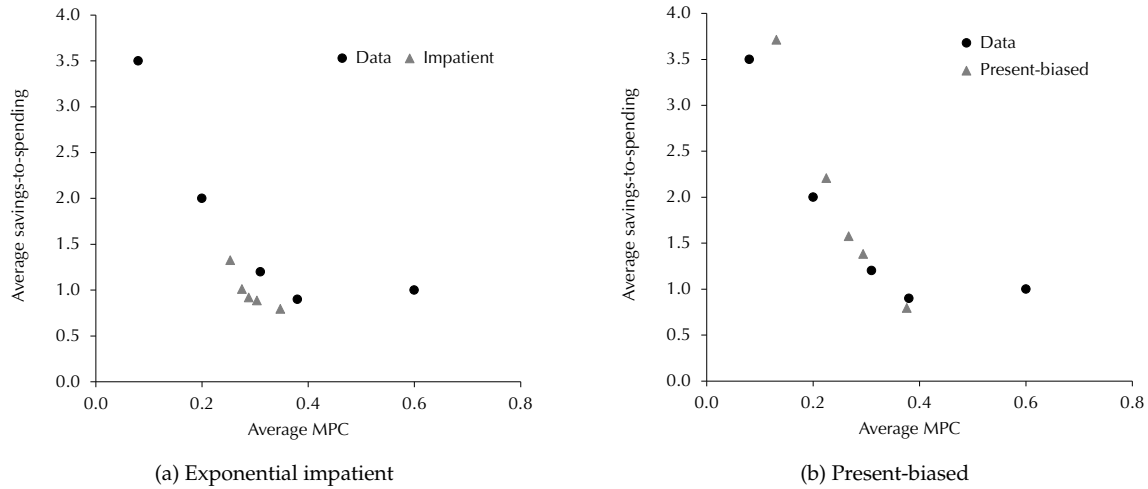 4.0
3.5
3.0
2.5
2.0
1.5
1.0
0.5
0.0
Average savings-to-spending
Data
Impatient
0.0 0.2 0.4 0.6 0.8
Average MPC
(a) Exponential impatient
4.0
3.5
3.0
2.5
2.0
1.5
1.0
0.5
0.0
Average savings-to-spending
Data
Present-biased
0.0 0.2 0.4 0.6 0.8
Average MPC
(b) Present-biased